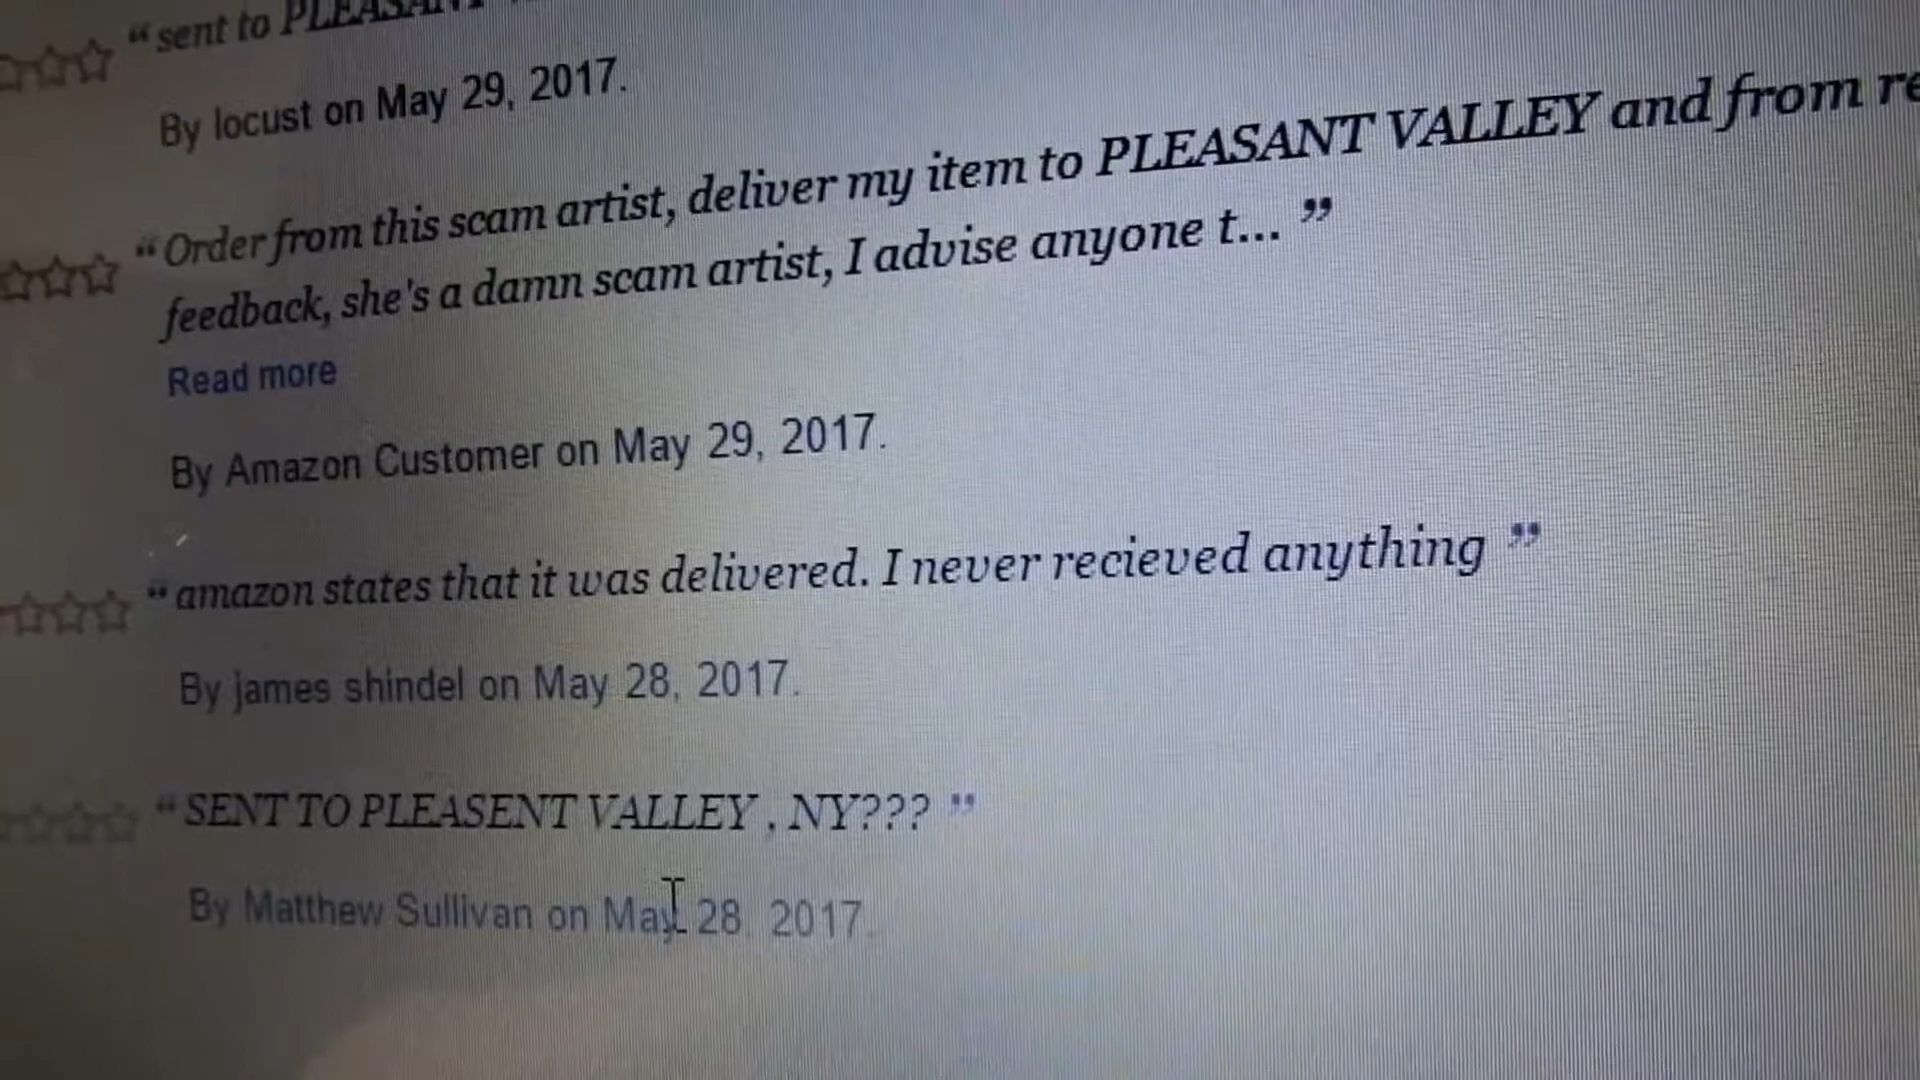 “ sent to PLEASANT
By locust on May 29, 2017.
“ Order from this scam artist, deliver my item to PLEASANT VALLEY and from
feedback, she's a damn scam artist, I advise anyone t... ”
Read more
By Amazon Customer on May 29, 2017.
“ amazon states that it was delivered. I never recieved anything ”
By james shindel on May 28, 2017.
“ SENT TO PLEASENT VALLEY , NY??? ”
By Matthew Sullivan on May 28, 2017.